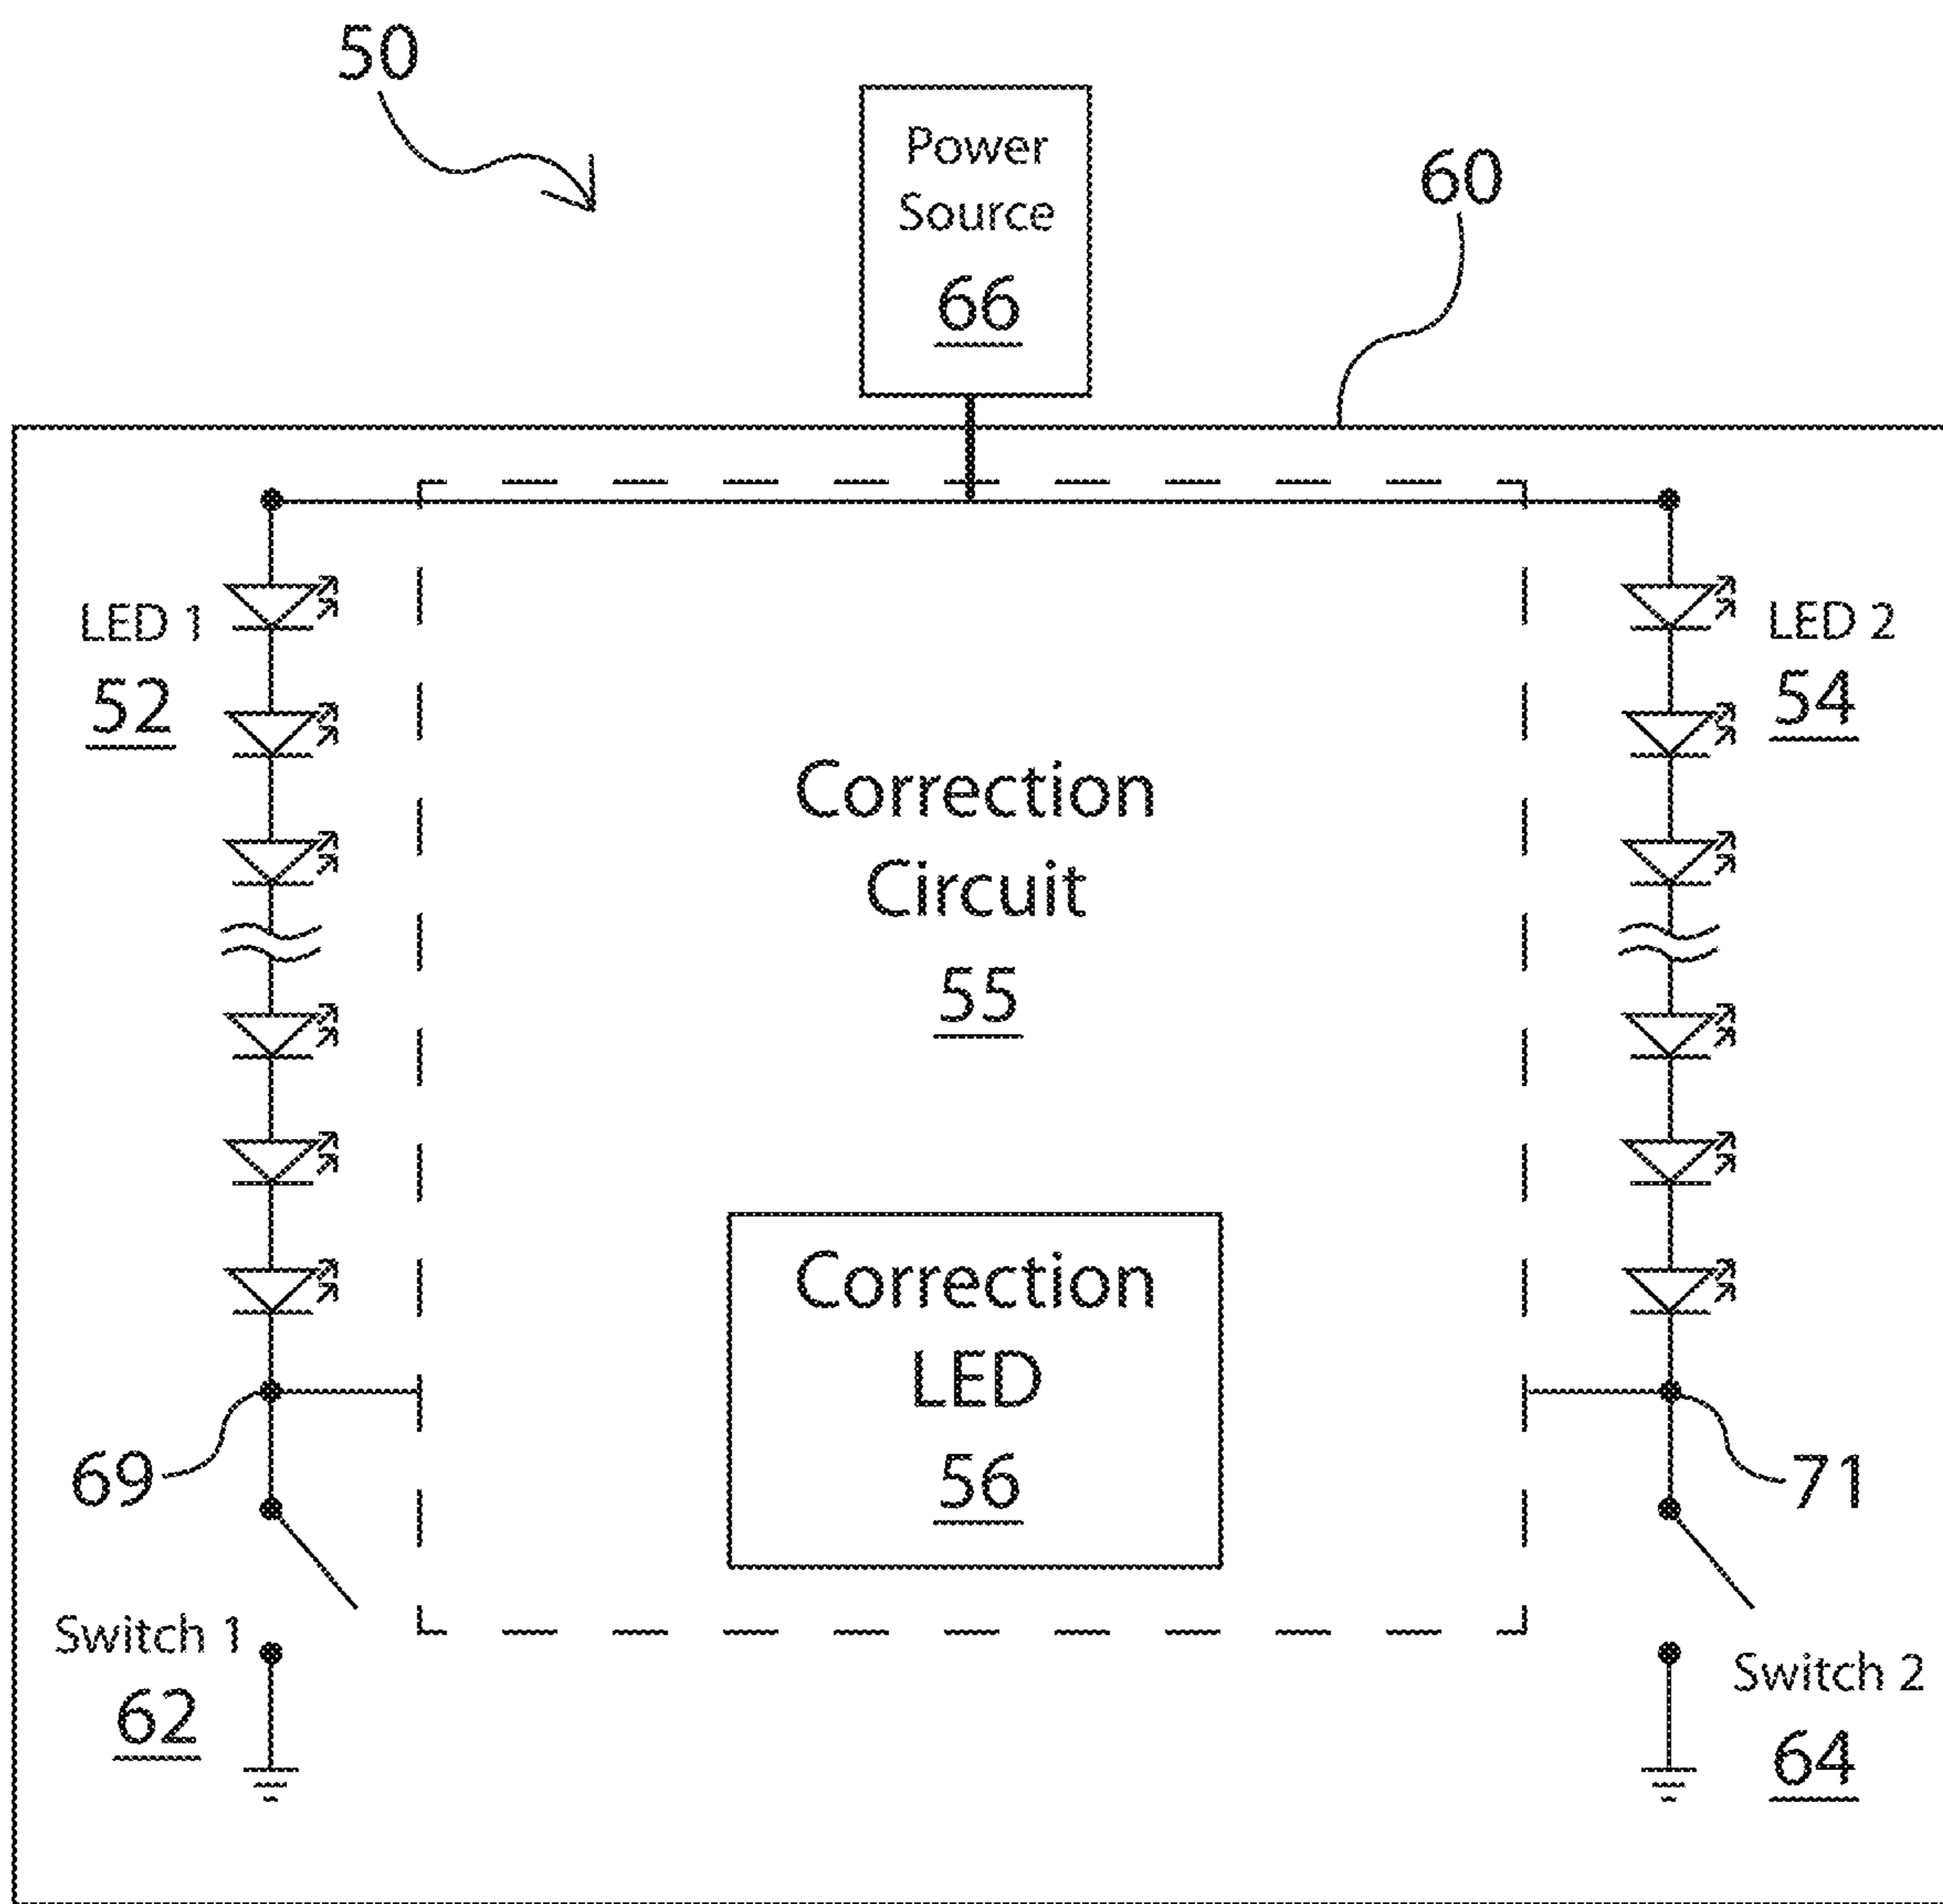 50
Power
Source
66
60
LED 1
52
LED 2
54
Correction
Circuit
55
Correction
LED
56
69
71
Switch 1
62
Switch 2
64